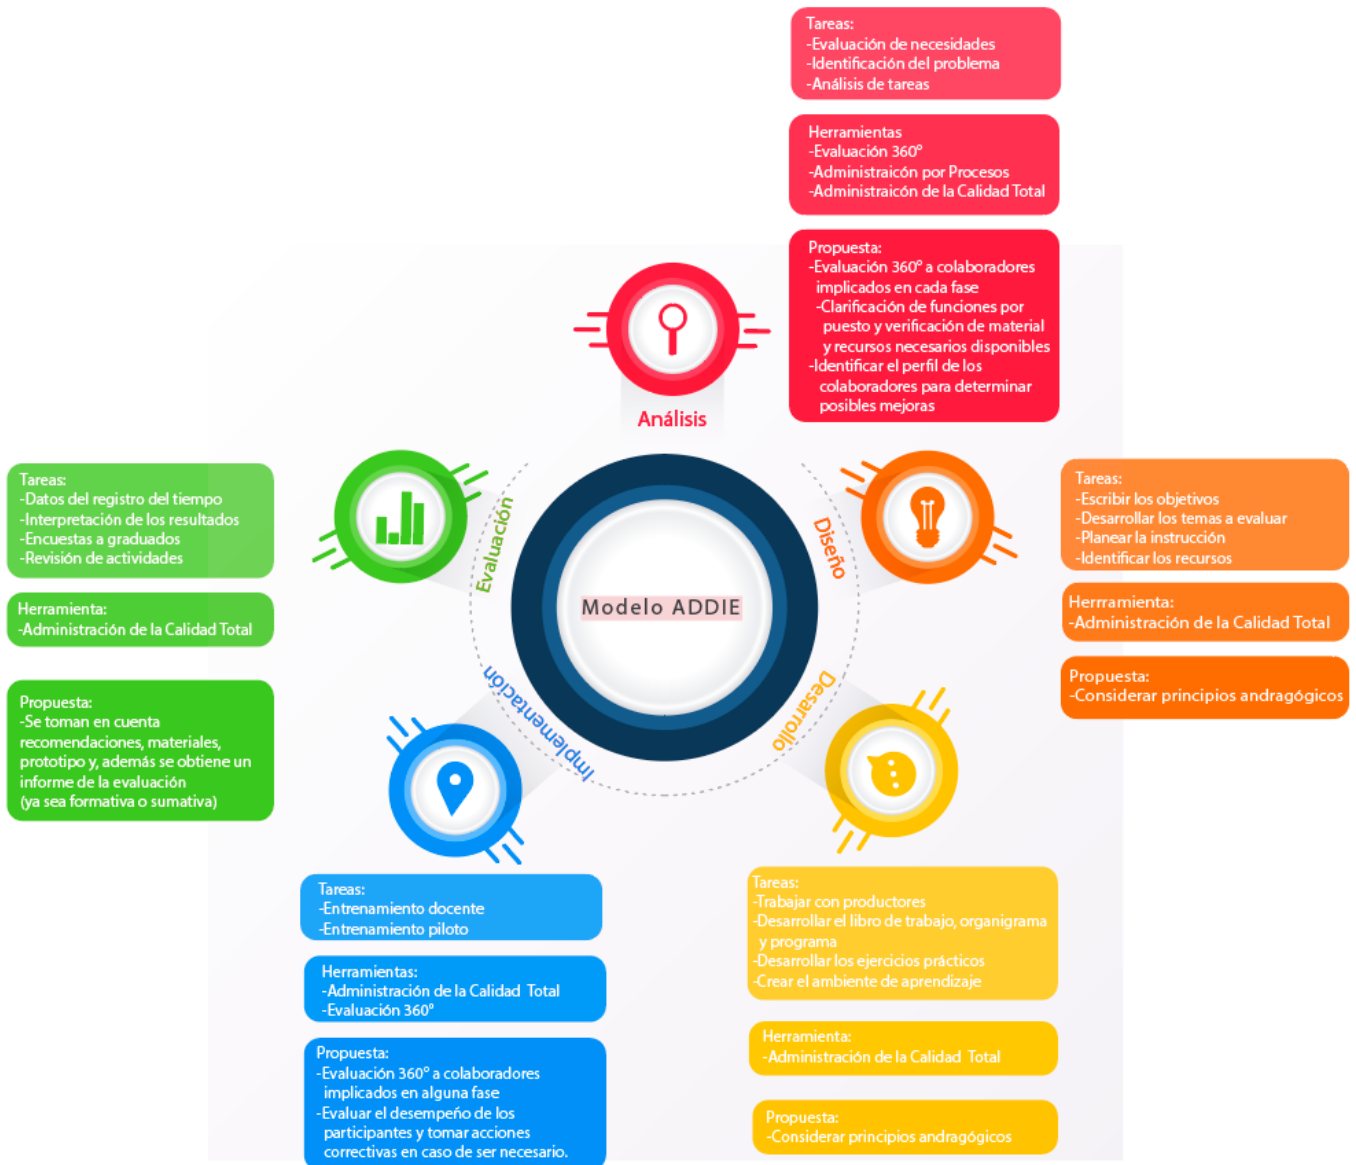 Tareas:
-Evaluación de necesidades
-Identificación del problema
-Análisis de tareas
Herramientas
-Evaluación 360°
-Administraicón por Procesos
-Administraicón de la Calidad Total
Propuesta:
-Evaluación 360° a colaboradores
implicados en cada fase
-Clarificación de funciones por
puesto y verificación de material
y recursos necesarios disponibles
-Identificar el perfil de los
colaboradores para determinar
posibles mejoras
Análisis
Tareas:
-Escribir los objetivos
-Desarrollar los temas a evaluar
-Planear la instrucción
-Identificar los recursos
Herrramienta:
-Administración de la Calidad Total
Propuesta:
-Considerar principios andragógicos
Diseño
Modelo ADDIE
Desarrollo
Tareas:
-Trabajar con productores
-Desarrollar el libro de trabajo, organigrama
y programa
-Desarrollar los ejercicios prácticos
-Crear el ambiente de aprendizaje
Herramienta:
-Administración de la Calidad Total
Propuesta:
-Considerar principios andragógicos
Implementación
Tareas:
-Entrenamiento docente
-Entrenamiento piloto
Herramientas:
-Administración de la Calidad Total
-Evaluación 360°
Propuesta:
-Evaluación 360° a colaboradores
implicados en alguna fase
-Evaluar el desempeño de los
participantes y tomar acciones
correctivas en caso de ser necesario.
Evaluación
Tareas:
-Datos del registro del tiempo
-Interpretación de los resultados
-Encuestas a graduados
-Revisión de actividades
Herramienta:
-Administración de la Calidad Total
Propuesta:
-Se toman en cuenta
recomendaciones, materiales,
prototipo y, además se obtiene un
informe de la evaluación
(ya sea formativa o sumativa)